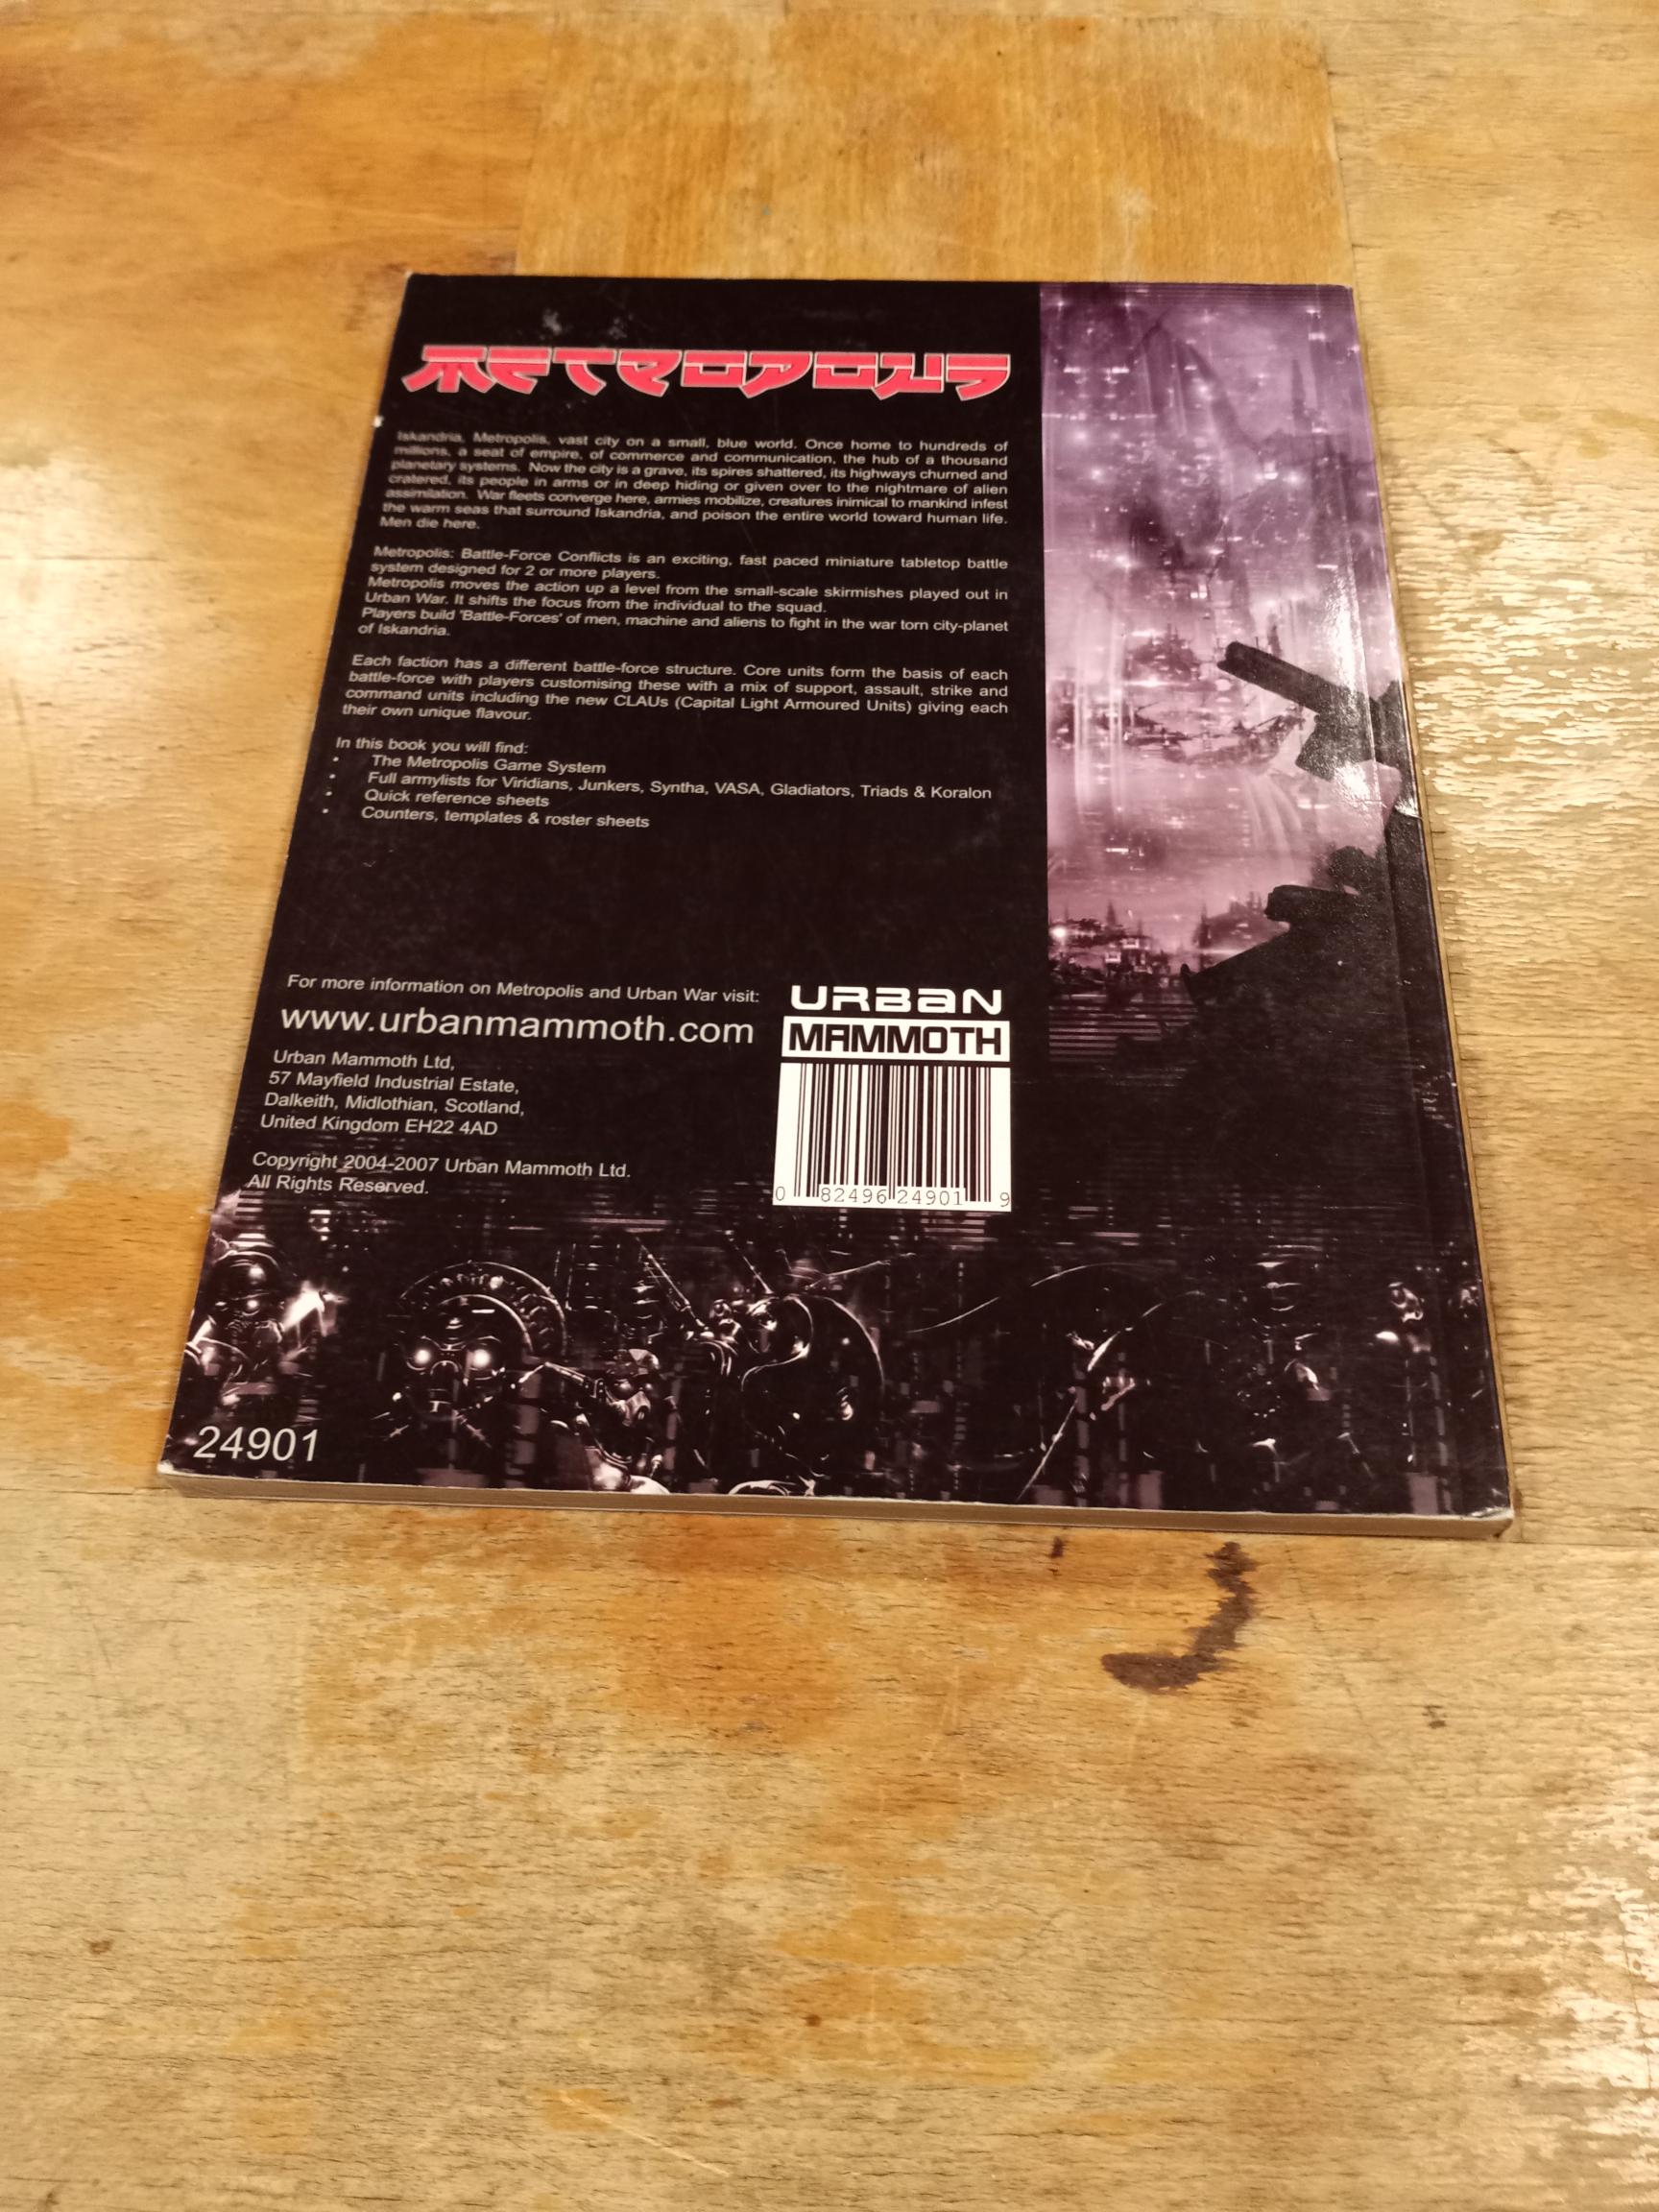 METROPOLIS
Iskandria, Metropolis, vast city on a small, blue world. Once home to hundreds of
millions, a seat of empire, of commerce and communication, the hub of a thousand
planetary systems. Now the city is a grave, its spires shattered, its highways churned and
cratered, its people in arms or in deep hiding or given over to the nightmare of alien
assimilation. War fleets converge here, armies mobilize, creatures inimical to mankind infest
the warm seas that surround Iskandria, and poison the entire world toward human life.
Men die here.
Metropolis: Battle-Force Conflicts is an exciting, fast paced miniature tabletop battle
system designed for 2 or more players.
Metropolis moves the action up a level from the small-scale skirmishes played out in
Urban War. It shifts the focus from the individual to the squad.
Players build 'Battle-Forces' of men, machine and aliens to fight in the war torn city-planet
of Iskandria.
Each faction has a different battle-force structure. Core units form the basis of each
battle-force with players customising these with a mix of support, assault, strike and
command units including the new CLAUs (Capital Light Armoured Units) giving each
their own unique flavour.
In this book you will find:
• The Metropolis Game System
• Full armylists for Viridians, Junkers, Syntha, VASA, Gladiators, Triads & Koralon
• Quick reference sheets
• Counters, templates & roster sheets
For more information on Metropolis and Urban War visit:
www.urbanmammoth.com
Urban Mammoth Ltd,
57 Mayfield Industrial Estate,
Dalkeith, Midlothian, Scotland,
United Kingdom EH22 4AD
Copyright 2004-2007 Urban Mammoth Ltd.
All Rights Reserved.
URBAN
MAMMOTH
0 82496 24901 9
24901